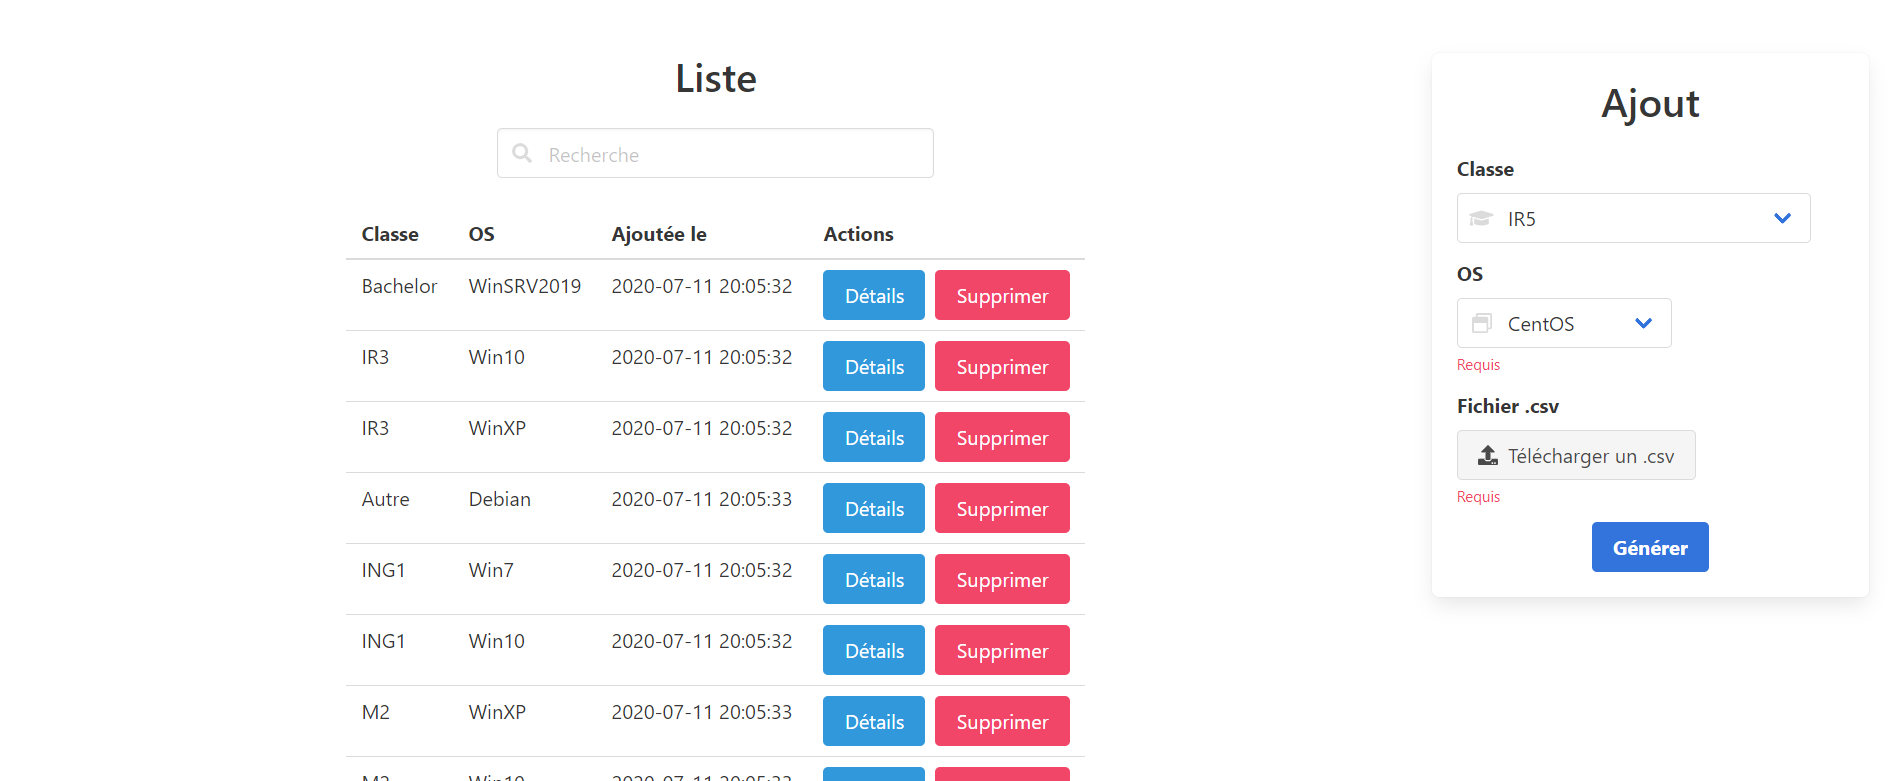 Liste
Recherche
Classe OS Ajoutée le Actions
Bachelor WinSRV2019 2020-07-11 20:05:32 Détails Supprimer
IR3 Win10 2020-07-11 20:05:32 Détails Supprimer
IR3 WinXP 2020-07-11 20:05:32 Détails Supprimer
Autre Debian 2020-07-11 20:05:33 Détails Supprimer
ING1 Win7 2020-07-11 20:05:32 Détails Supprimer
ING1 Win10 2020-07-11 20:05:32 Détails Supprimer
M2 WinXP 2020-07-11 20:05:33 Détails Supprimer
Ajout
Classe
IR5
OS
CentOS
Requis
Fichier .csv
Télécharger un .csv
Requis
Générer